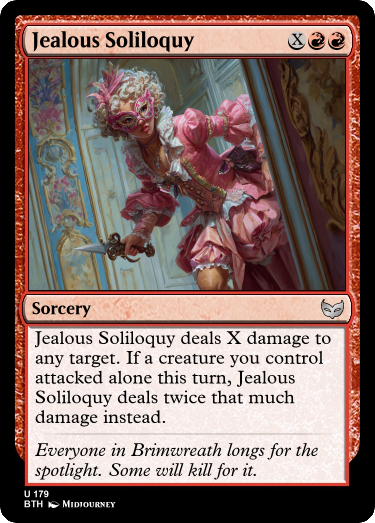 Jealous Soliloquy X
Sorcery
Jealous Soliloquy deals X damage to
any target. If a creature you control
attacked alone this turn, Jealous
Soliloquy deals twice that much
damage instead.
Everyone in Brimwreath longs for the
spotlight. Some will kill for it.
U 179
BTH Midjourney